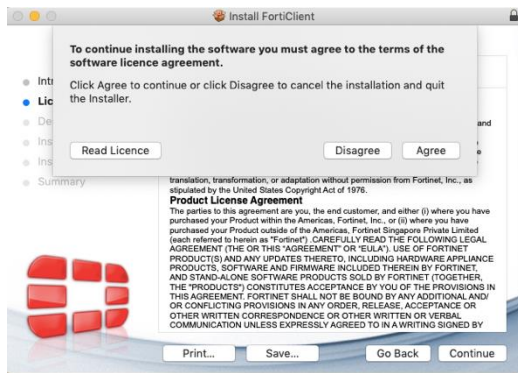 Install FortiClient
To continue installing the software you must agree to the terms of the
software licence agreement.
Click Agree to continue or click Disagree to cancel the installation and quit
the Installer.
Read Licence
Disagree
Agree
Summary
and
translation, transformation, or adaptation without permission from Fortinet, Inc., as
stipulated by the United States Copyright Act of 1976.
Product License Agreement
The parties to this agreement are you, the end customer, and either (i) where you have
purchased your Product within the Americas, Fortinet, Inc., or (ii) where you have
purchased your Product outside of the Americas, Fortinet Singapore Private Limited
(each referred to herein as "Fortinet") .CAREFULLY READ THE FOLLOWING LEGAL
AGREEMENT (THE OR THIS "AGREEMENT" OR "EULA"). USE OF FORTINET
PRODUCT(S) AND ANY UPDATES THERETO, INCLUDING HARDWARE APPLIANCE
PRODUCTS, SOFTWARE AND FIRMWARE INCLUDED THEREIN BY FORTINET,
AND STAND-ALONE SOFTWARE PRODUCTS SOLD BY FORTINET (TOGETHER,
THE "PRODUCTS") CONSTITUTES ACCEPTANCE BY YOU OF THE PROVISIONS IN
THIS AGREEMENT. FORTINET SHALL NOT BE BOUND BY ANY ADDITIONAL AND/
OR CONFLICTING PROVISIONS IN ANY ORDER, RELEASE, ACCEPTANCE OR
OTHER WRITTEN CORRESPONDENCE OR OTHER WRITTEN OR VERBAL
COMMUNICATION UNLESS EXPRESSLY AGREED TO IN A WRITING SIGNED BY
Print...
Save...
Go Back
Continue